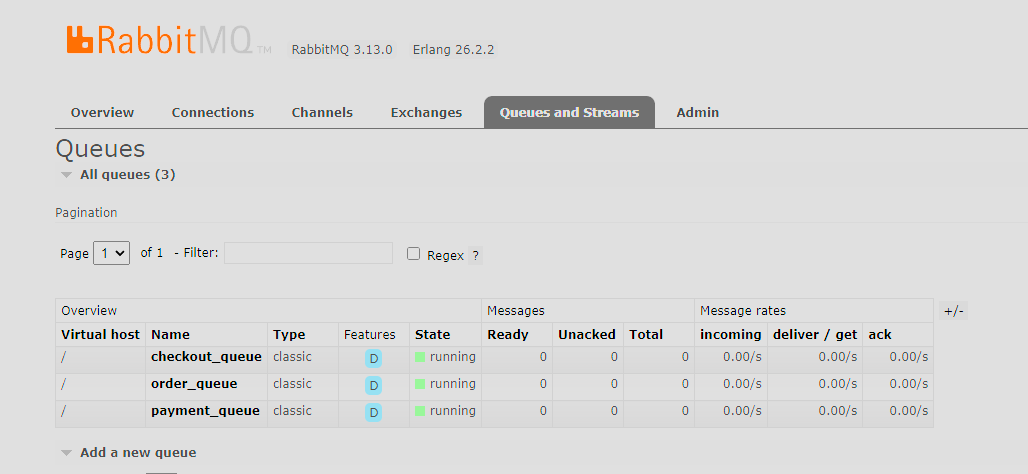 RabbitMQ TM RabbitMQ 3.13.0 Erlang 26.2.2
Overview Connections Channels Exchanges Queues and Streams Admin
Queues
All queues (3)
Pagination
Page 1 of 1 - Filter: Regex ?
Overview Messages Message rates +/-
Virtual host Name Type Features State Ready Unacked Total incoming deliver / get ack
/ checkout_queue classic D running 0 0 0 0.00/s 0.00/s 0.00/s
/ order_queue classic D running 0 0 0 0.00/s 0.00/s 0.00/s
/ payment_queue classic D running 0 0 0 0.00/s 0.00/s 0.00/s
Add a new queue